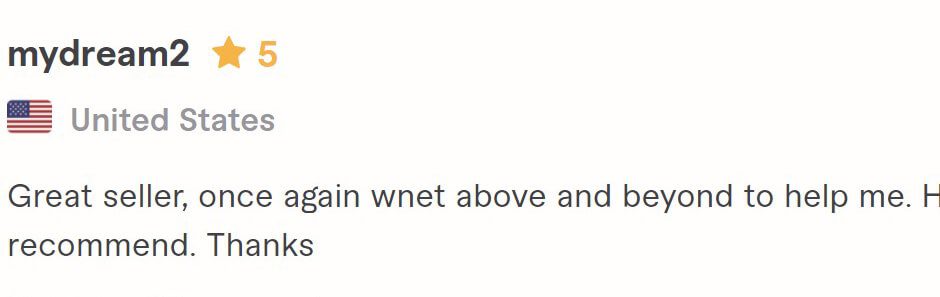 mydream2 ★ 5
United States
Great seller, once again wnet above and beyond to help me.
recommend. Thanks